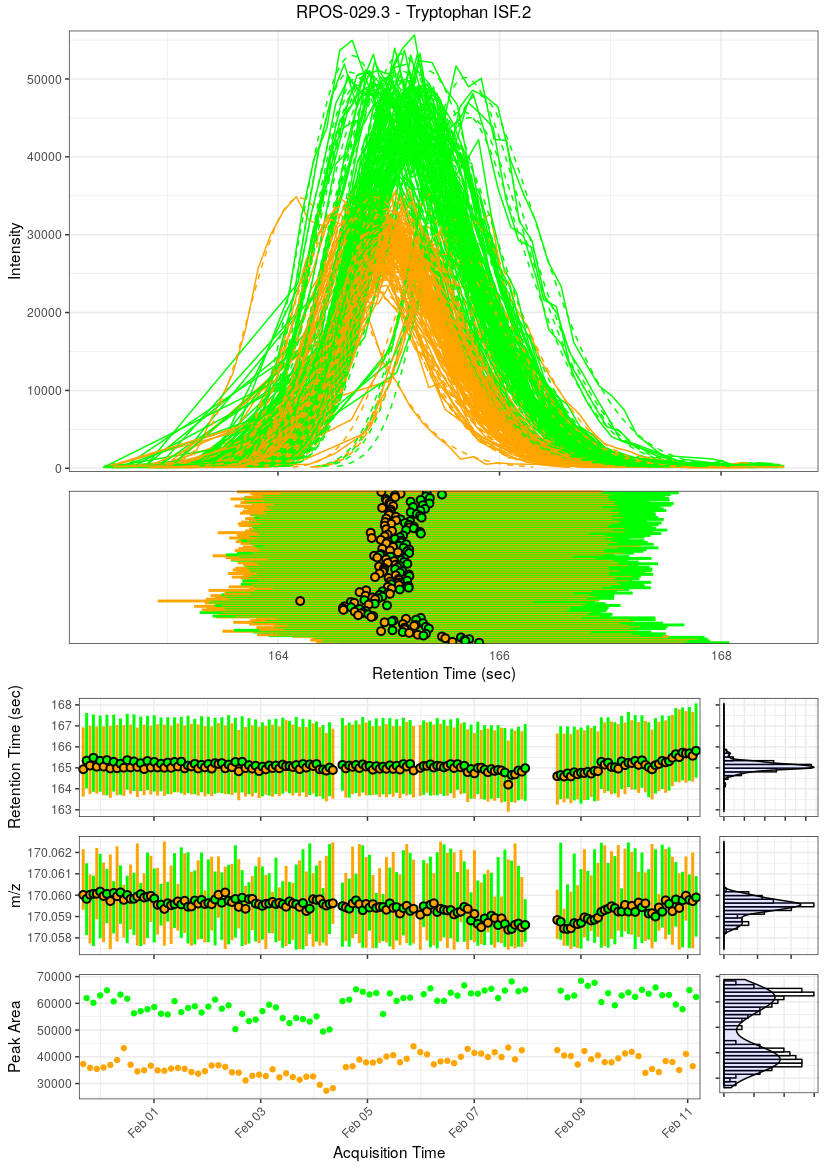 RPOS-029.3 - Tryptophan ISF.2
Intensity
50000
40000
30000
20000
10000
0
164
166
168
Retention Time (sec)
Retention Time (sec)
168
167
166
165
164
163
m/z
170.062
170.060
170.059
170.058
Peak Area
70000
60000
50000
40000
30000
Feb 01
Feb 03
Feb 05
Feb 07
Feb 09
Feb 11
Acquisition Time